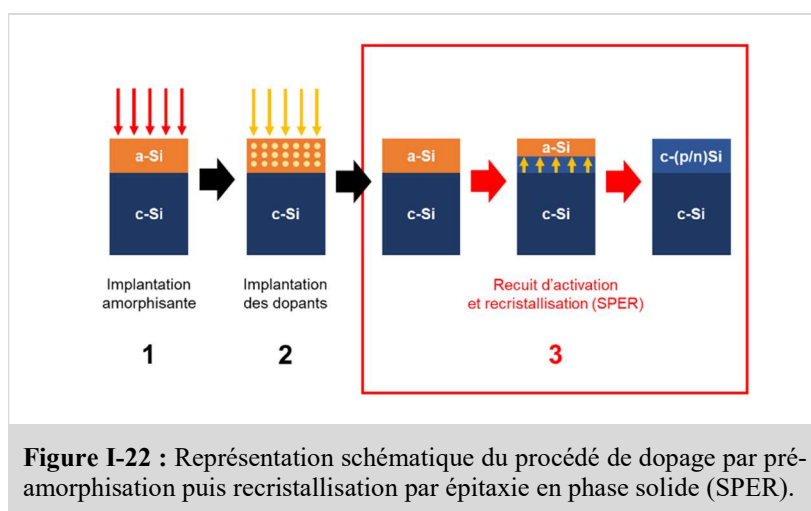 a-Si
c-Si
c-Si
a-Si
c-Si
a-Si
c-Si
c-(p/n)Si
c-Si
Implantation
amorphisante
Implantation
des dopants
Recuit d'activation
et recristallisation (SPER)
1
2
3
Figure I-22 : Représentation schématique du procédé de dopage par pré-
amorphisation puis recristallisation par épitaxie en phase solide (SPER).